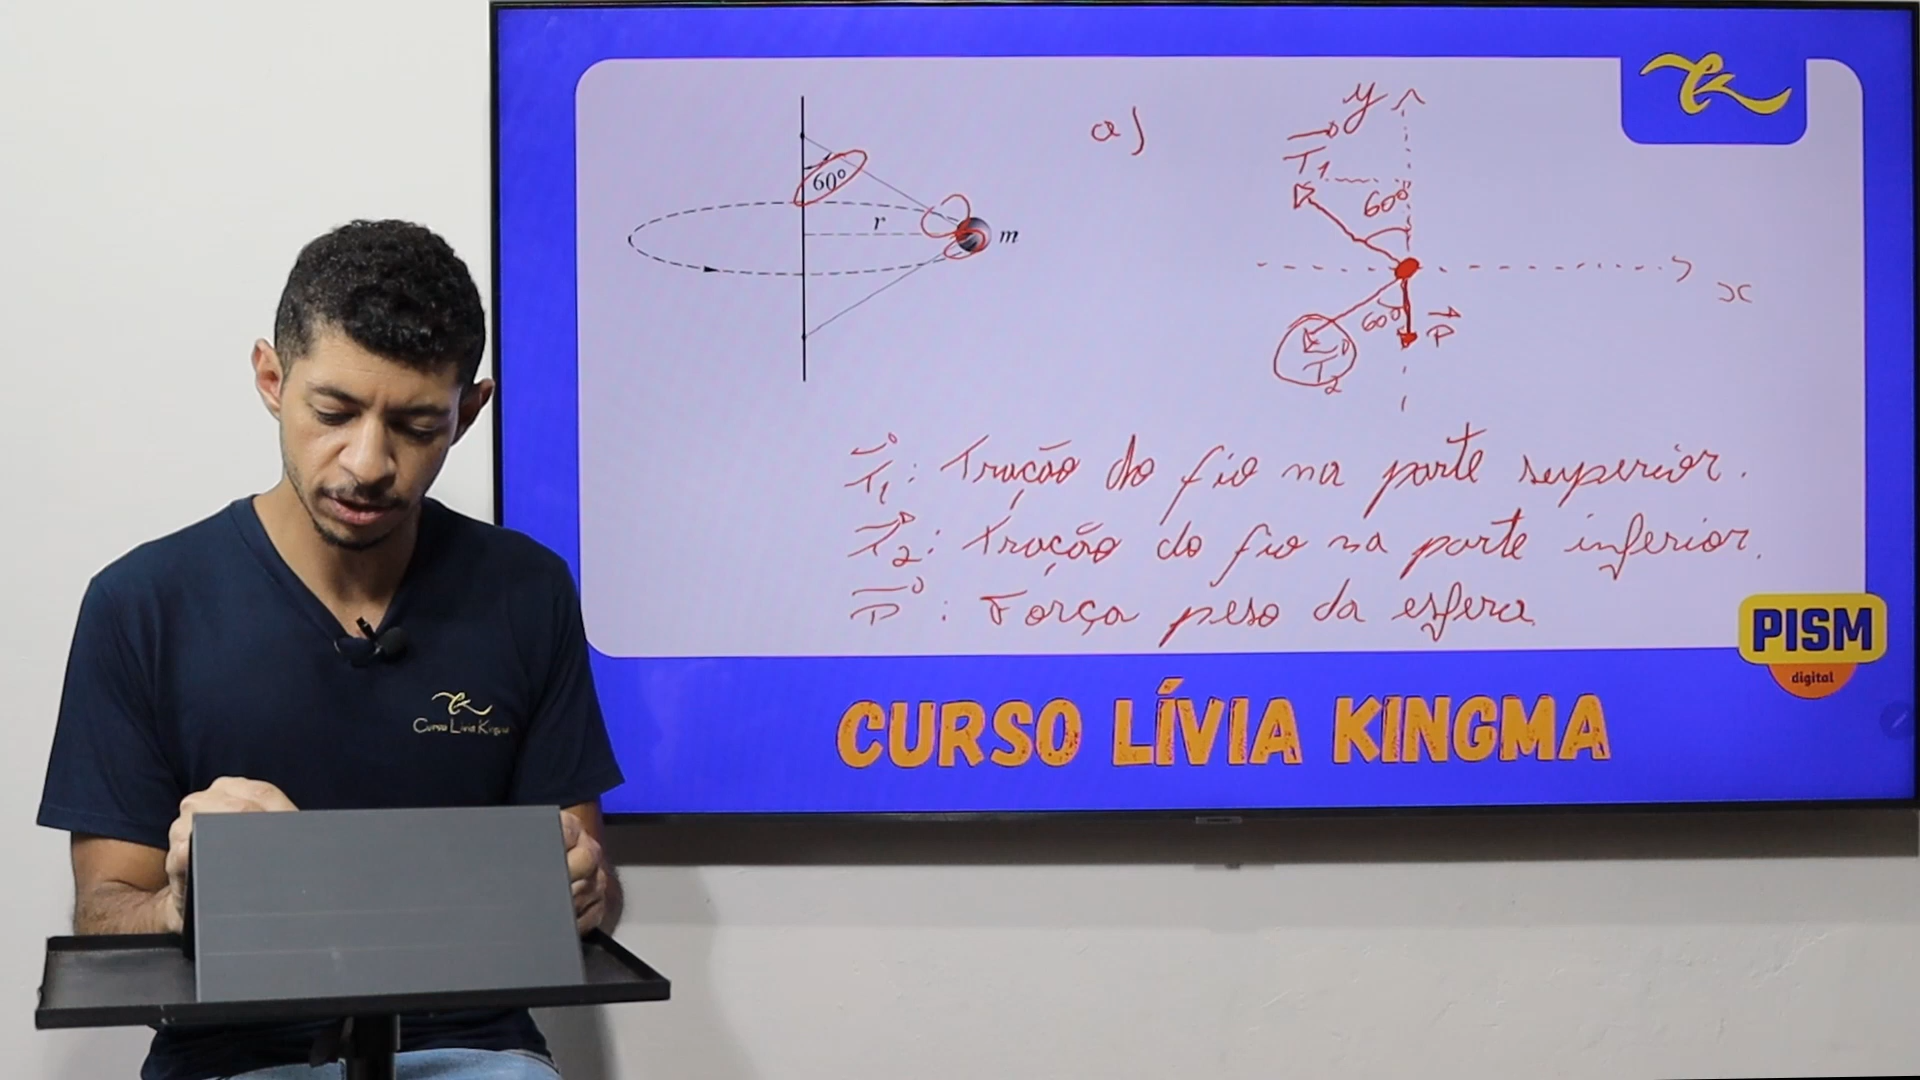 a)
y
T₁
60°
60°
r
m
x
60°
P
T₂
T₁: Tração do fio na parte superior.
T₂: Tração do fio na parte inferior.
P: Força peso da esfera
PISM
digital
CURSO LÍVIA KINGMA
Curso Lívia Kingma